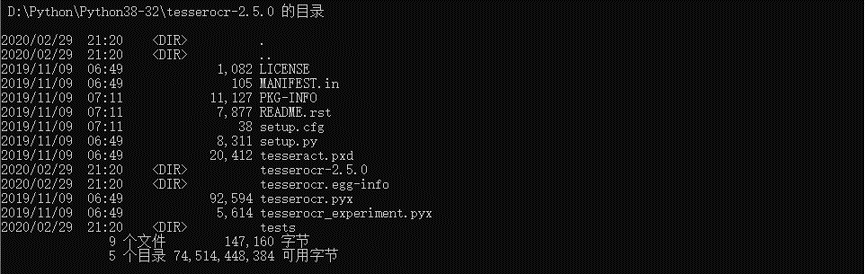 D:\Python\Python38-32\tesserocr-2.5.0 的目录
2020/02/29  21:20    <DIR>          .
2020/02/29  21:20    <DIR>          ..
2019/11/09  06:49             1,082 LICENSE
2019/11/09  06:49               105 MANIFEST.in
2019/11/09  07:11            11,127 PKG-INFO
2019/11/09  06:49             7,877 README.rst
2019/11/09  07:11                38 setup.cfg
2019/11/09  06:49             8,311 setup.py
2019/11/09  06:49            20,412 tesseract.pxd
2020/02/29  21:20    <DIR>          tesserocr-2.5.0
2020/02/29  21:20    <DIR>          tesserocr.egg-info
2019/11/09  06:49            92,594 tesserocr.pyx
2019/11/09  06:49             5,614 tesserocr_experiment.pyx
2020/02/29  21:20    <DIR>          tests
9 个文件        147,160 字节
5 个目录 74,514,448,384 可用字节